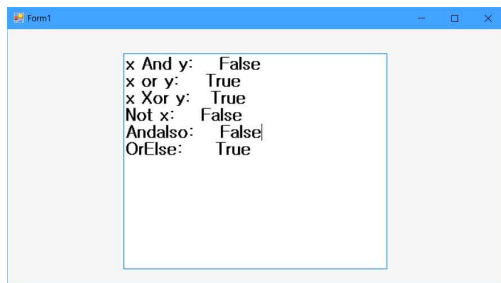 Form1
x And y: False
x or y: True
x Xor y: True
Not x: False
Andalso: False
OrElse: True